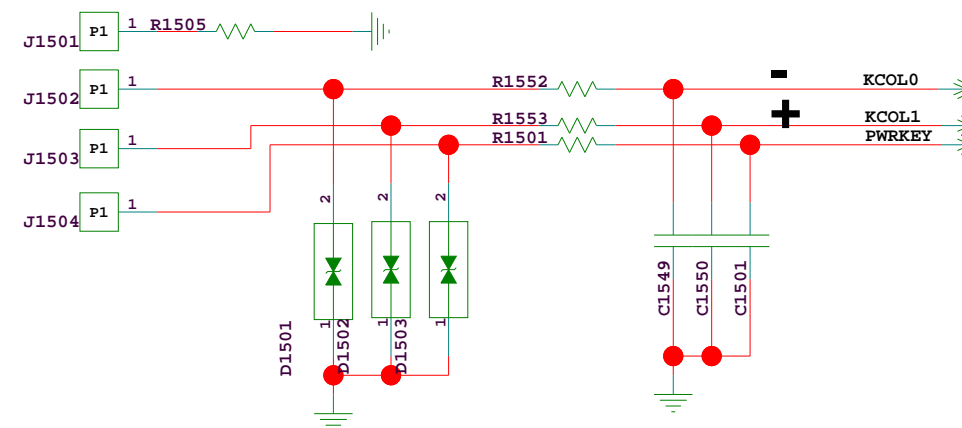 J1501 P1 1 R1505
J1502 P1 1 R1552 - KCOL0
J1503 P1 1 R1553 + KCOL1
R1501 PWRKEY
J1504 P1 1
2 2 2
1 1 1
D1501 D1502 D1503
C1549 C1550 C1501